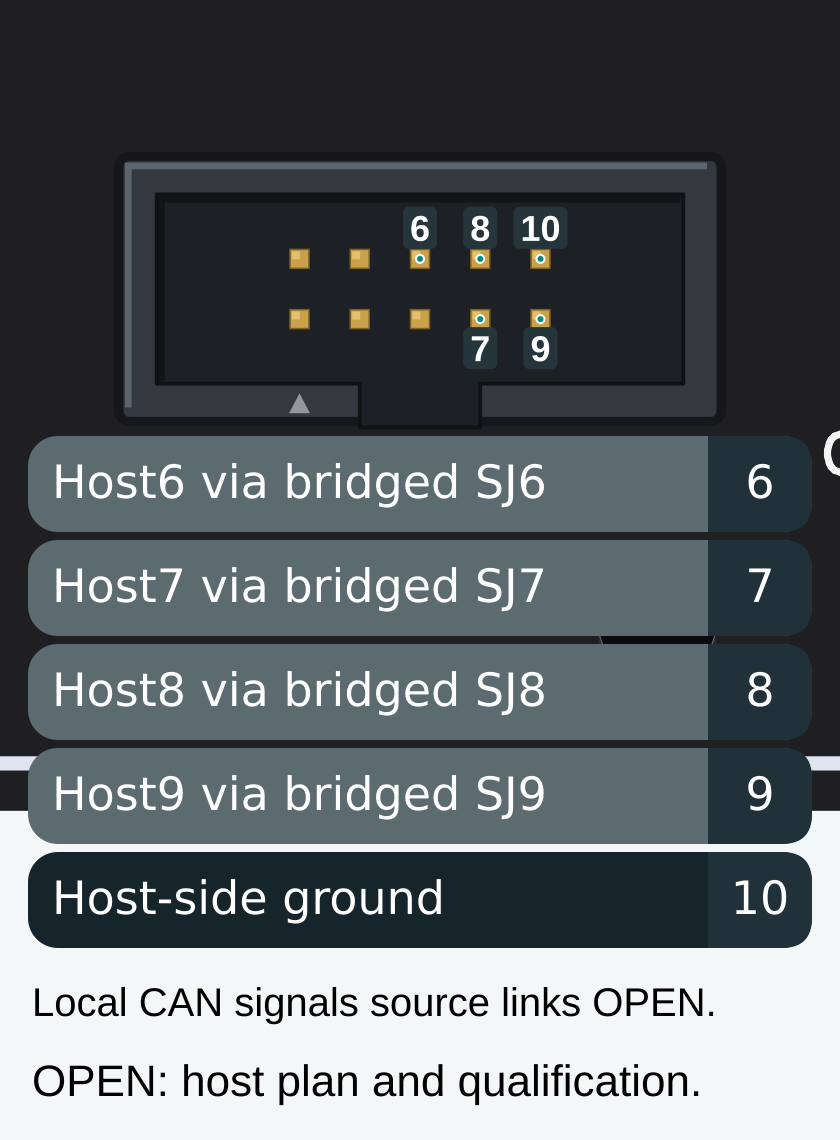 6 8 10
7 9
Host6 via bridged SJ6 6
Host7 via bridged SJ7 7
Host8 via bridged SJ8 8
Host9 via bridged SJ9 9
Host-side ground 10
Local CAN signals source links OPEN.
OPEN: host plan and qualification.